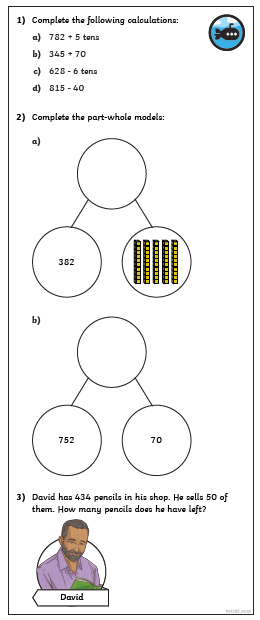 1) Complete the following calculations:
a) 782 + 5 tens
b) 345 + 70
c) 628 - 6 tens
d) 815 - 40
2) Complete the part-whole models:
a)
382
b)
752 70
3) David has 434 pencils in his shop. He sells 50 of
them. How many pencils does he have left?
David